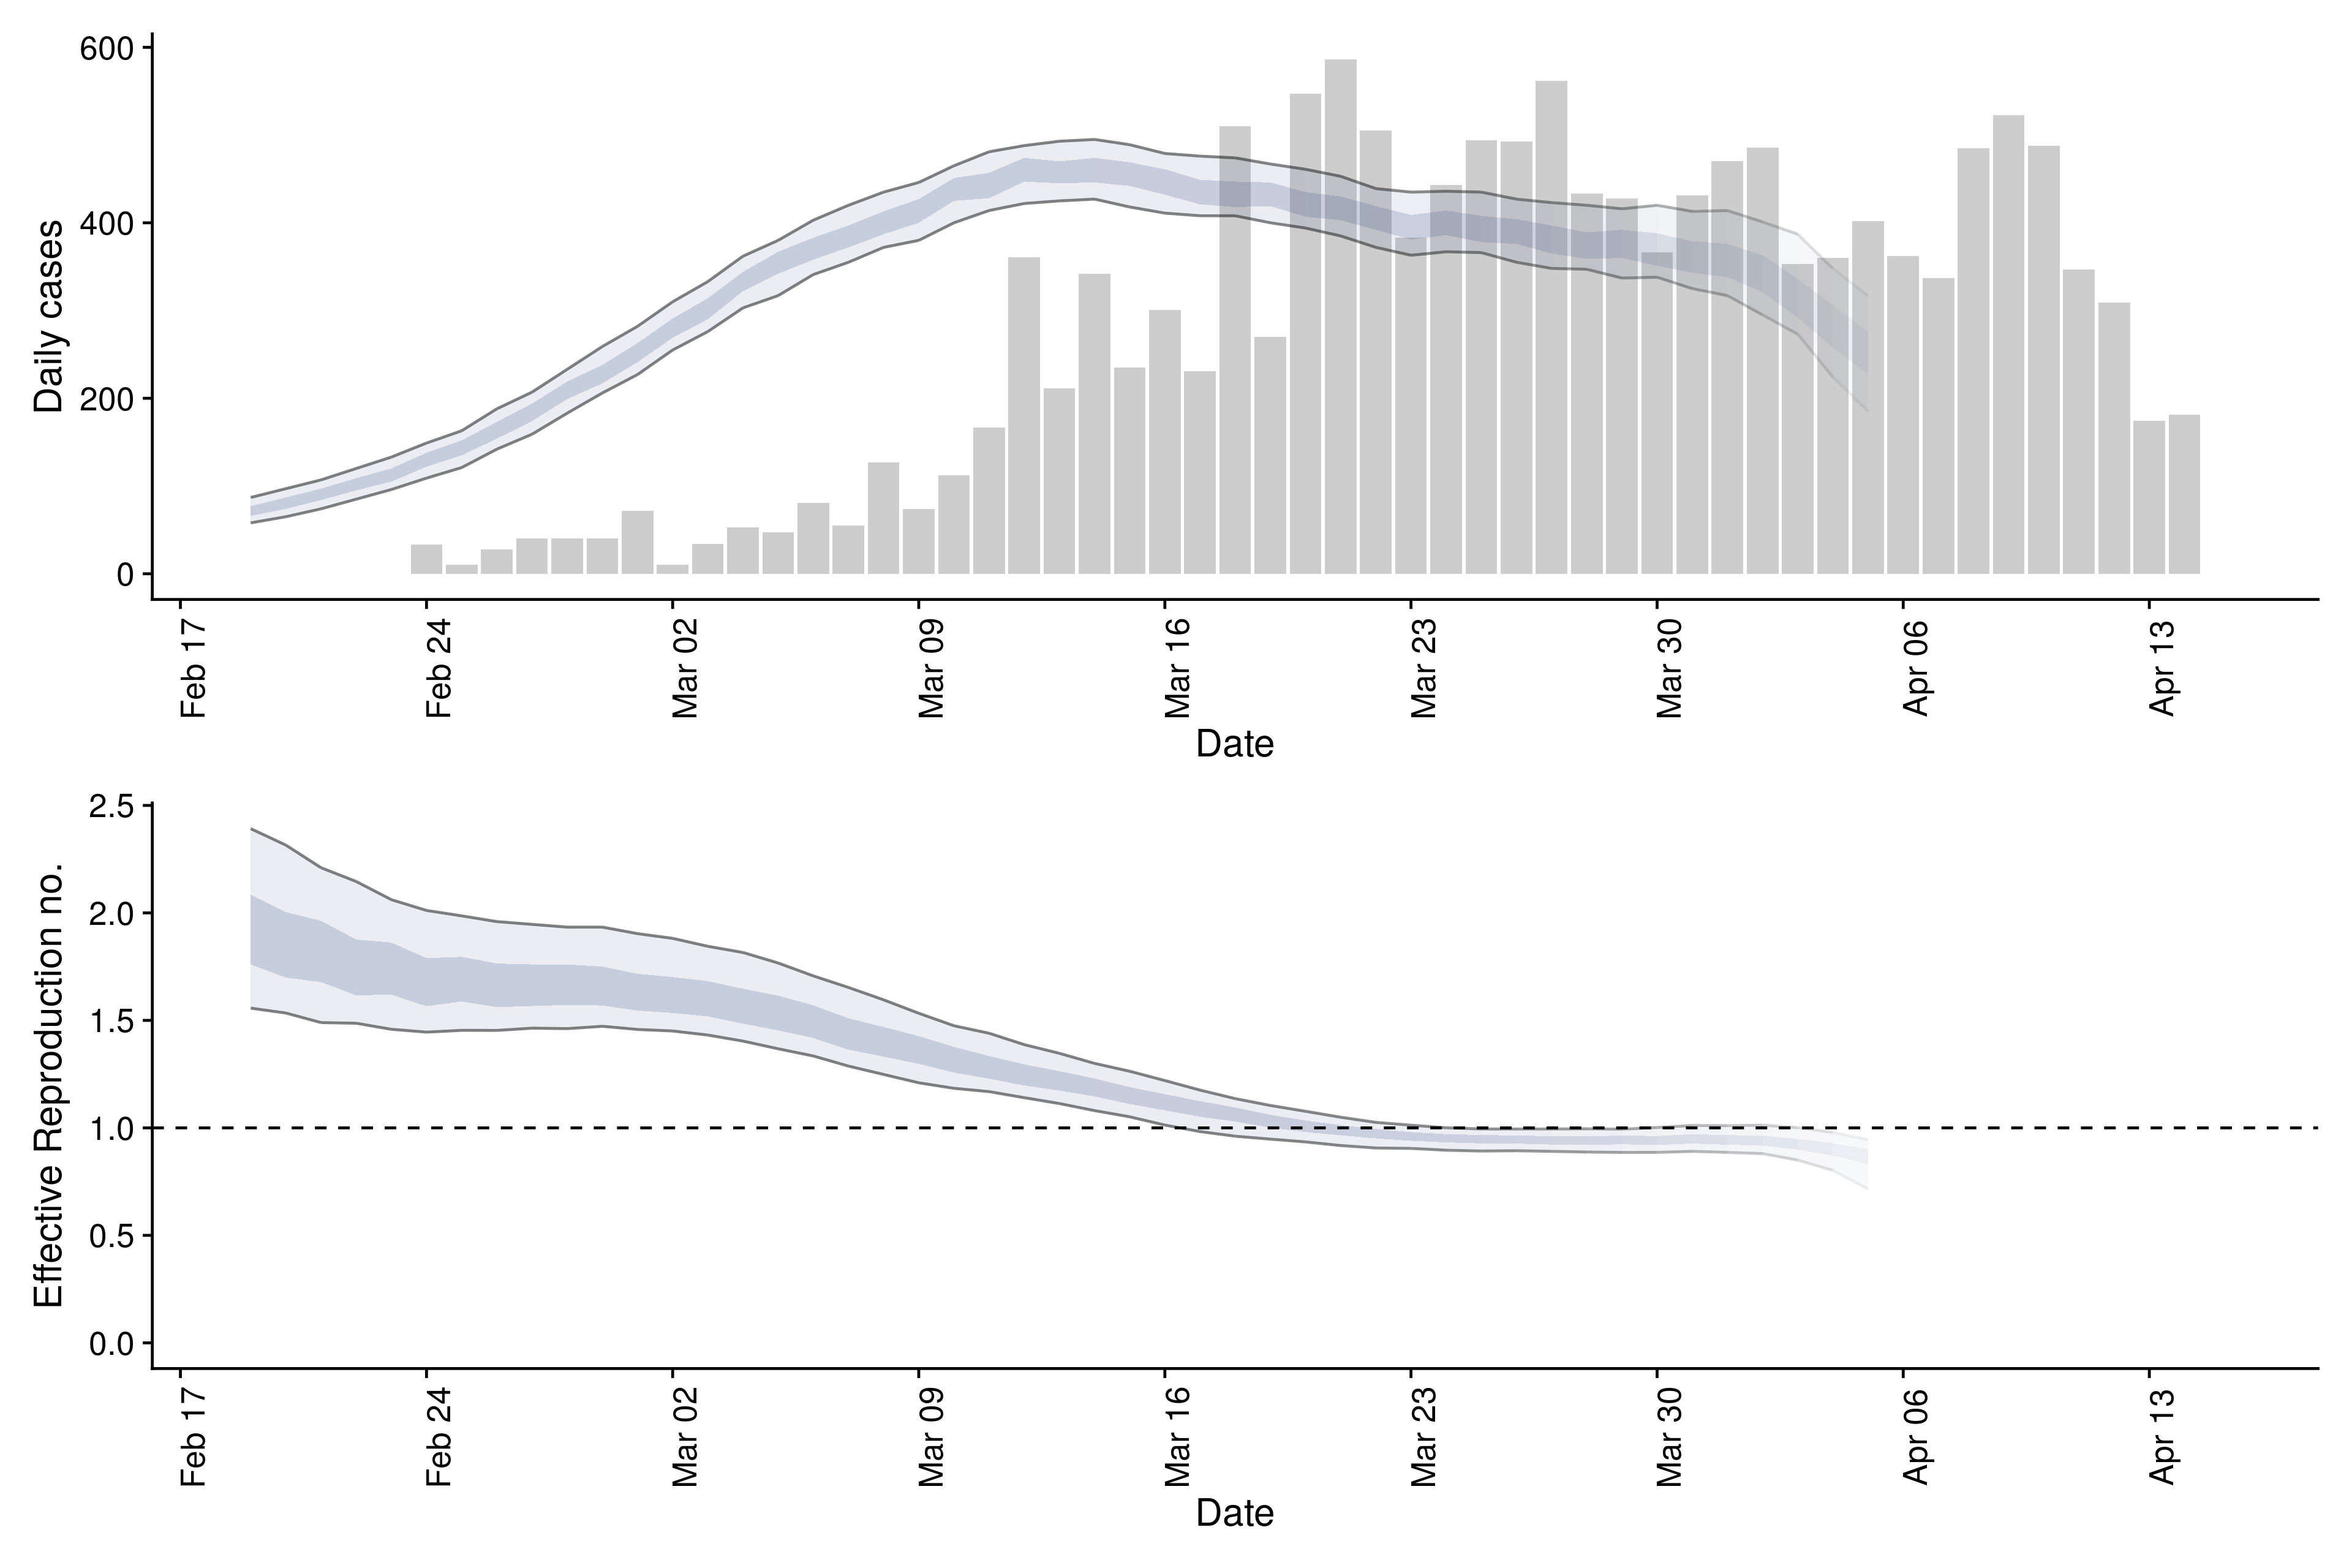 600
400
200
0
Daily cases
Feb 17
Feb 24
Mar 02
Mar 09
Mar 16
Mar 23
Mar 30
Apr 06
Apr 13
Date
2.5
2.0
1.5
1.0
0.5
0.0
Effective Reproduction no.
Feb 17
Feb 24
Mar 02
Mar 09
Mar 16
Mar 23
Mar 30
Apr 06
Apr 13
Date